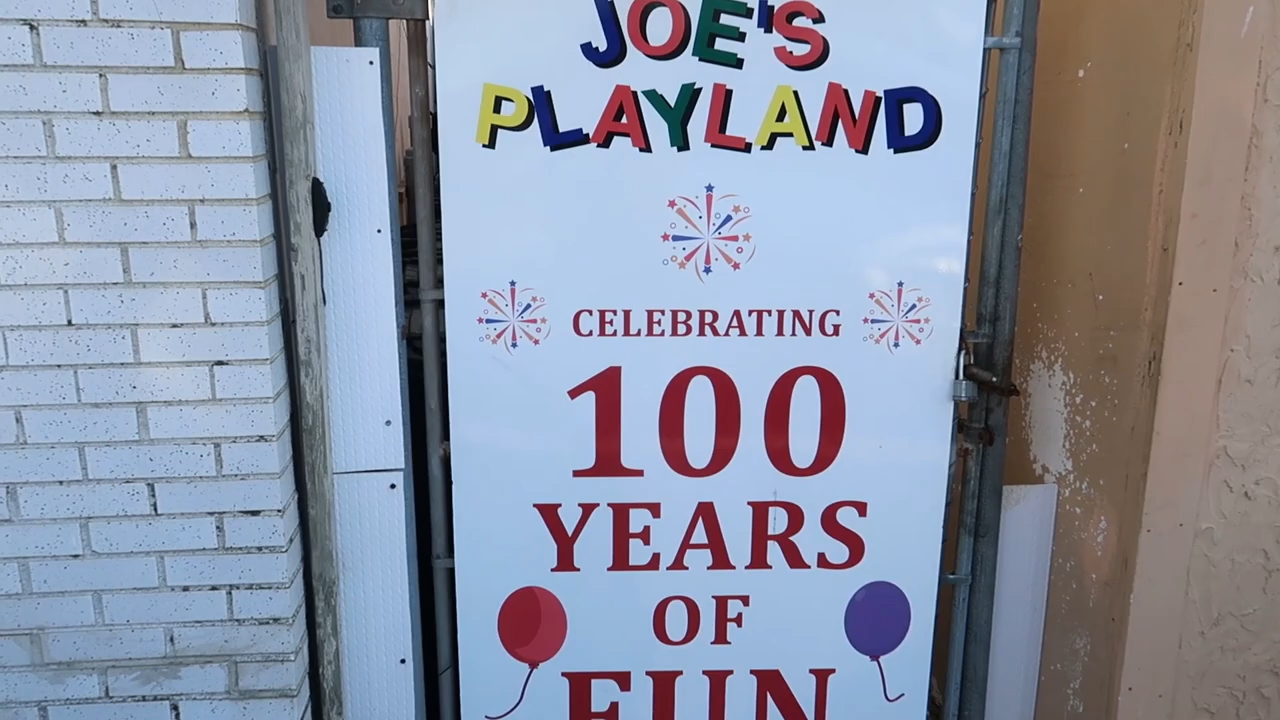 JOE'S
PLAYLAND
CELEBRATING
100
YEARS
OF
FUN